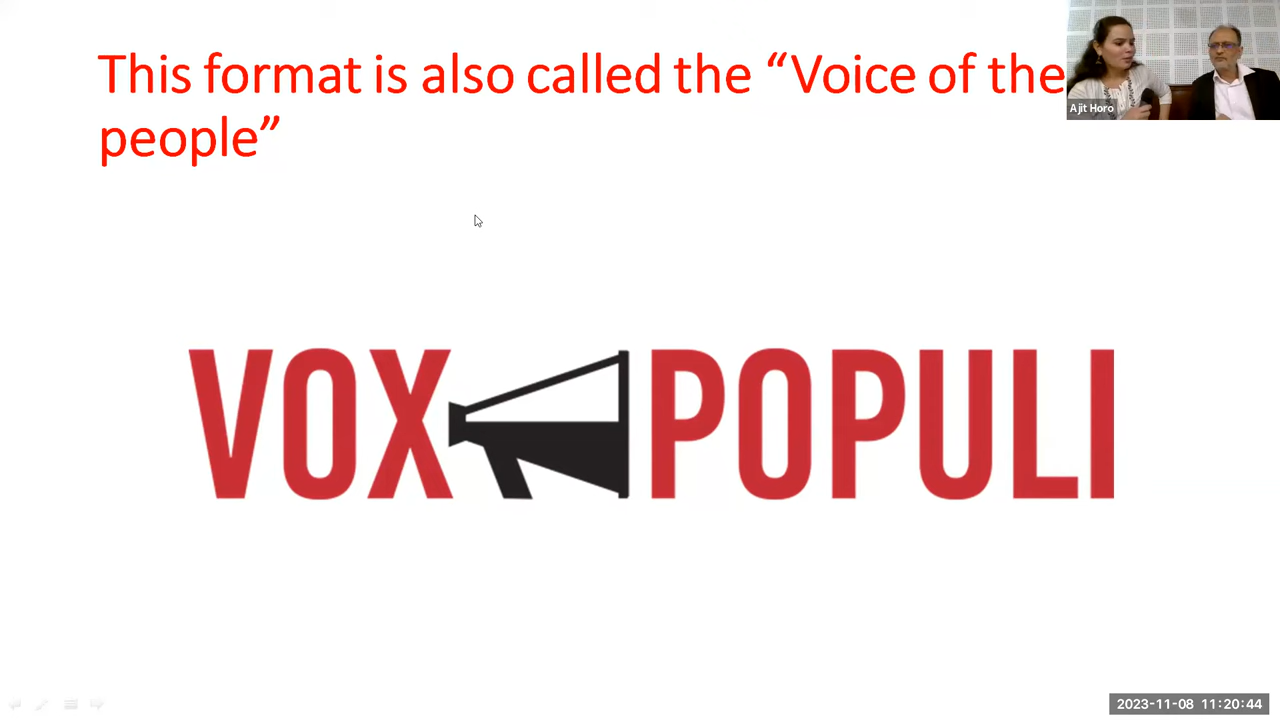 This format is also called the “Voice of the
people”
Ajit Horo
VOX POPULI
2023-11-08 11:20:44